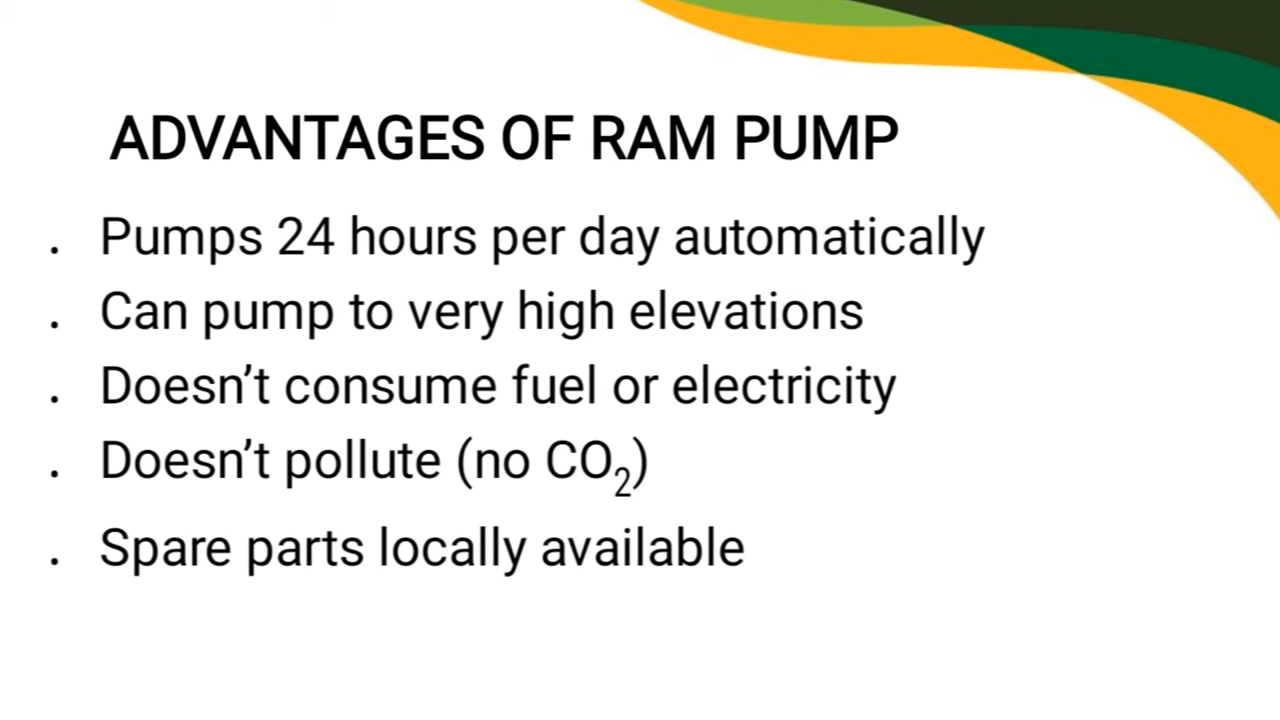 ADVANTAGES OF RAM PUMP
. Pumps 24 hours per day automatically
. Can pump to very high elevations
. Doesn’t consume fuel or electricity
. Doesn’t pollute (no CO₂)
. Spare parts locally available